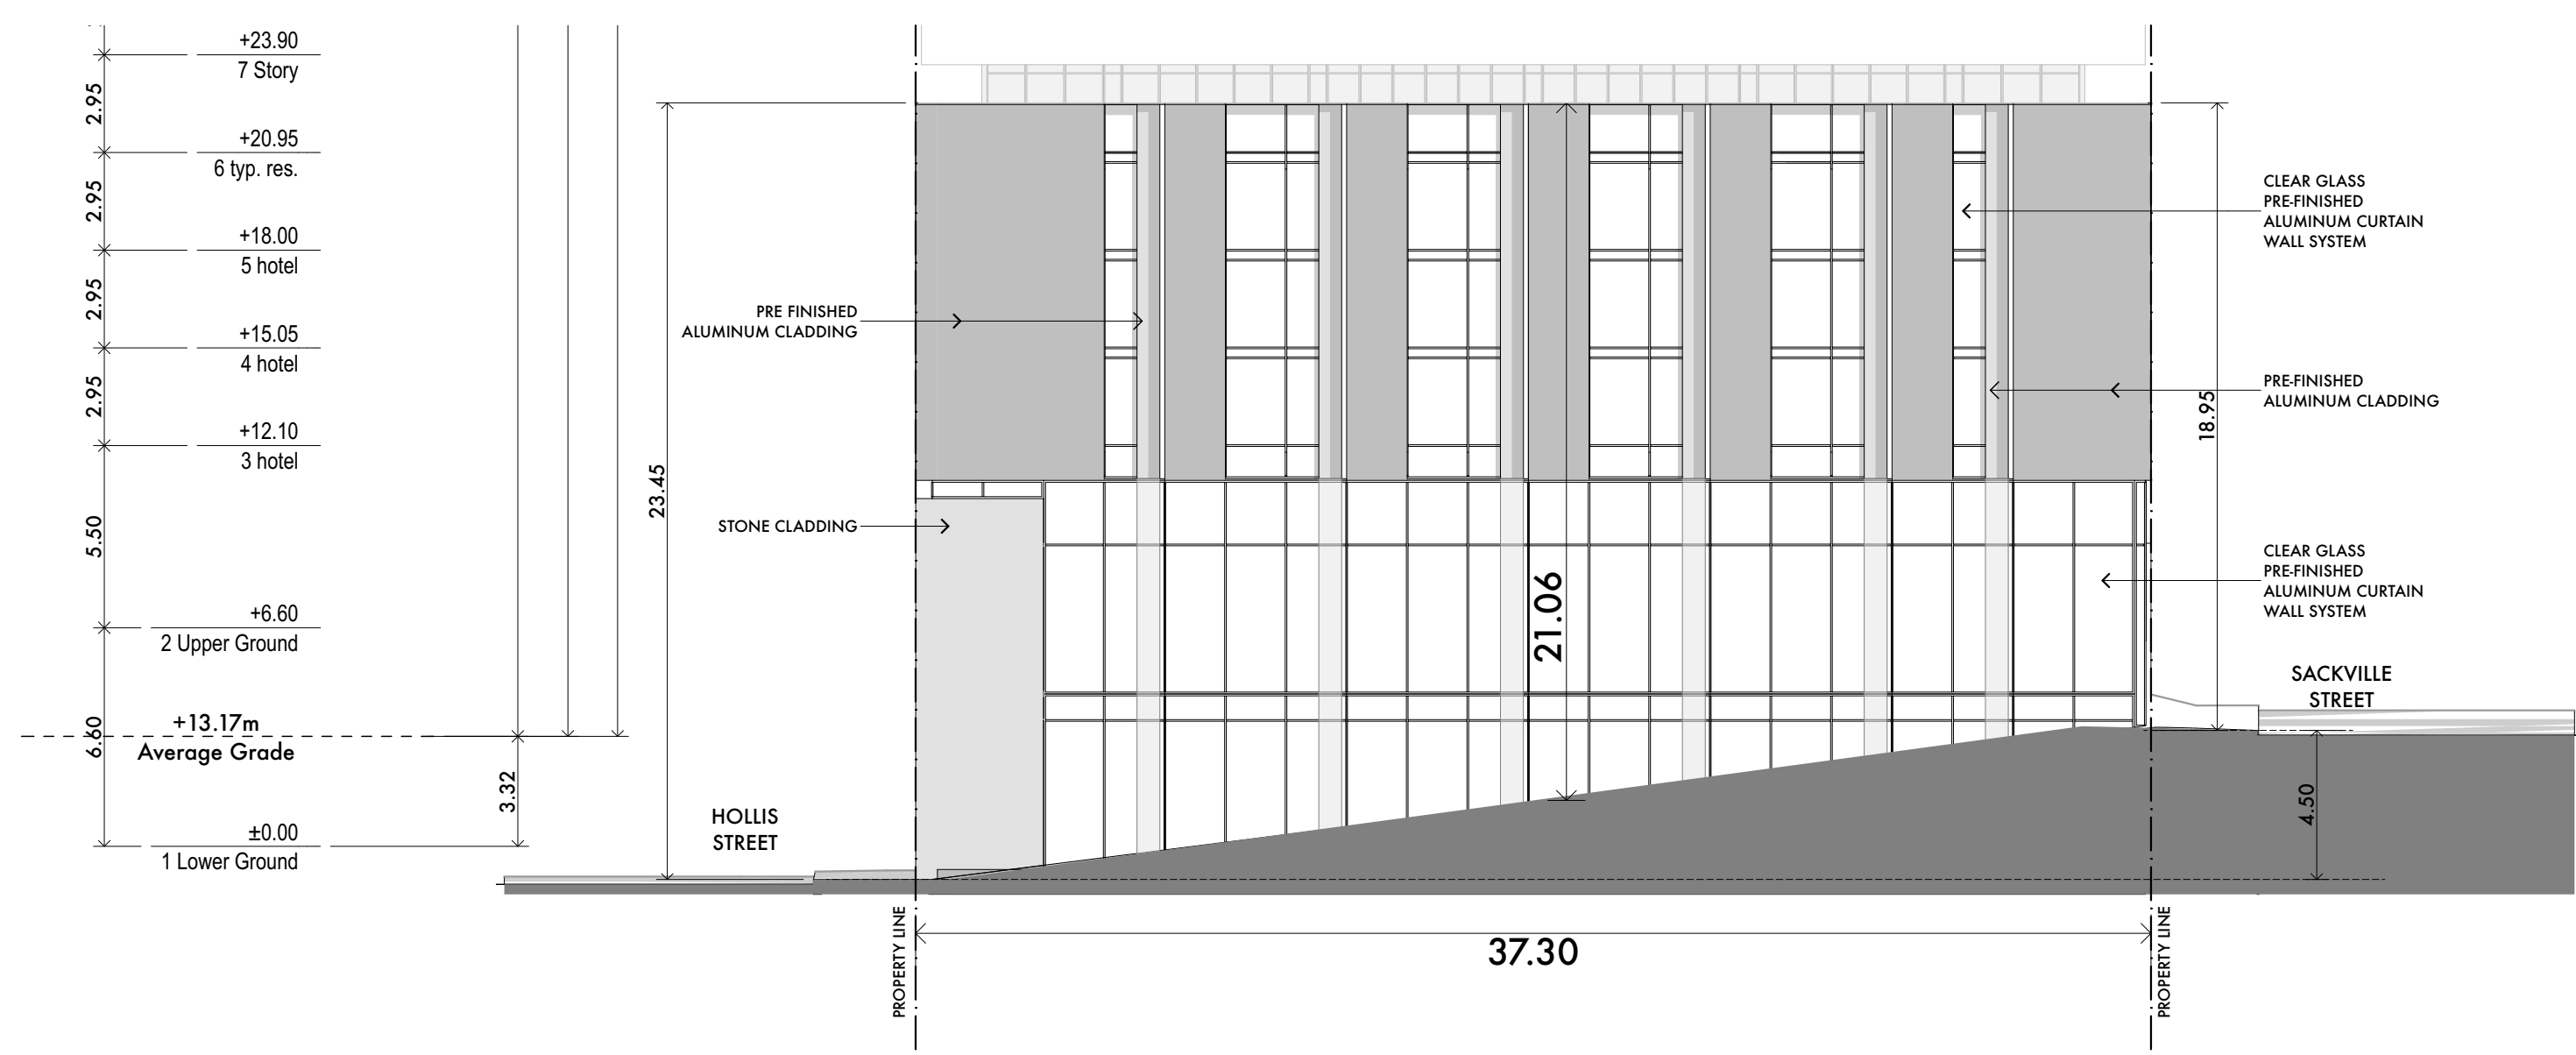 +23.90
7 Story
2.95
+20.95
6 typ. res.
2.95
+18.00
5 hotel
2.95
+15.05
4 hotel
2.95
+12.10
3 hotel
5.50
+6.60
2 Upper Ground
6.60
+13.17m
Average Grade
3.32
±0.00
1 Lower Ground
23.45
PRE FINISHED
ALUMINUM CLADDING
STONE CLADDING
HOLLIS
STREET
21.06
CLEAR GLASS
PRE-FINISHED
ALUMINUM CURTAIN
WALL SYSTEM
PRE-FINISHED
ALUMINUM CLADDING
18.95
CLEAR GLASS
PRE-FINISHED
ALUMINUM CURTAIN
WALL SYSTEM
SACKVILLE
STREET
4.50
PROPERTY LINE
37.30
PROPERTY LINE